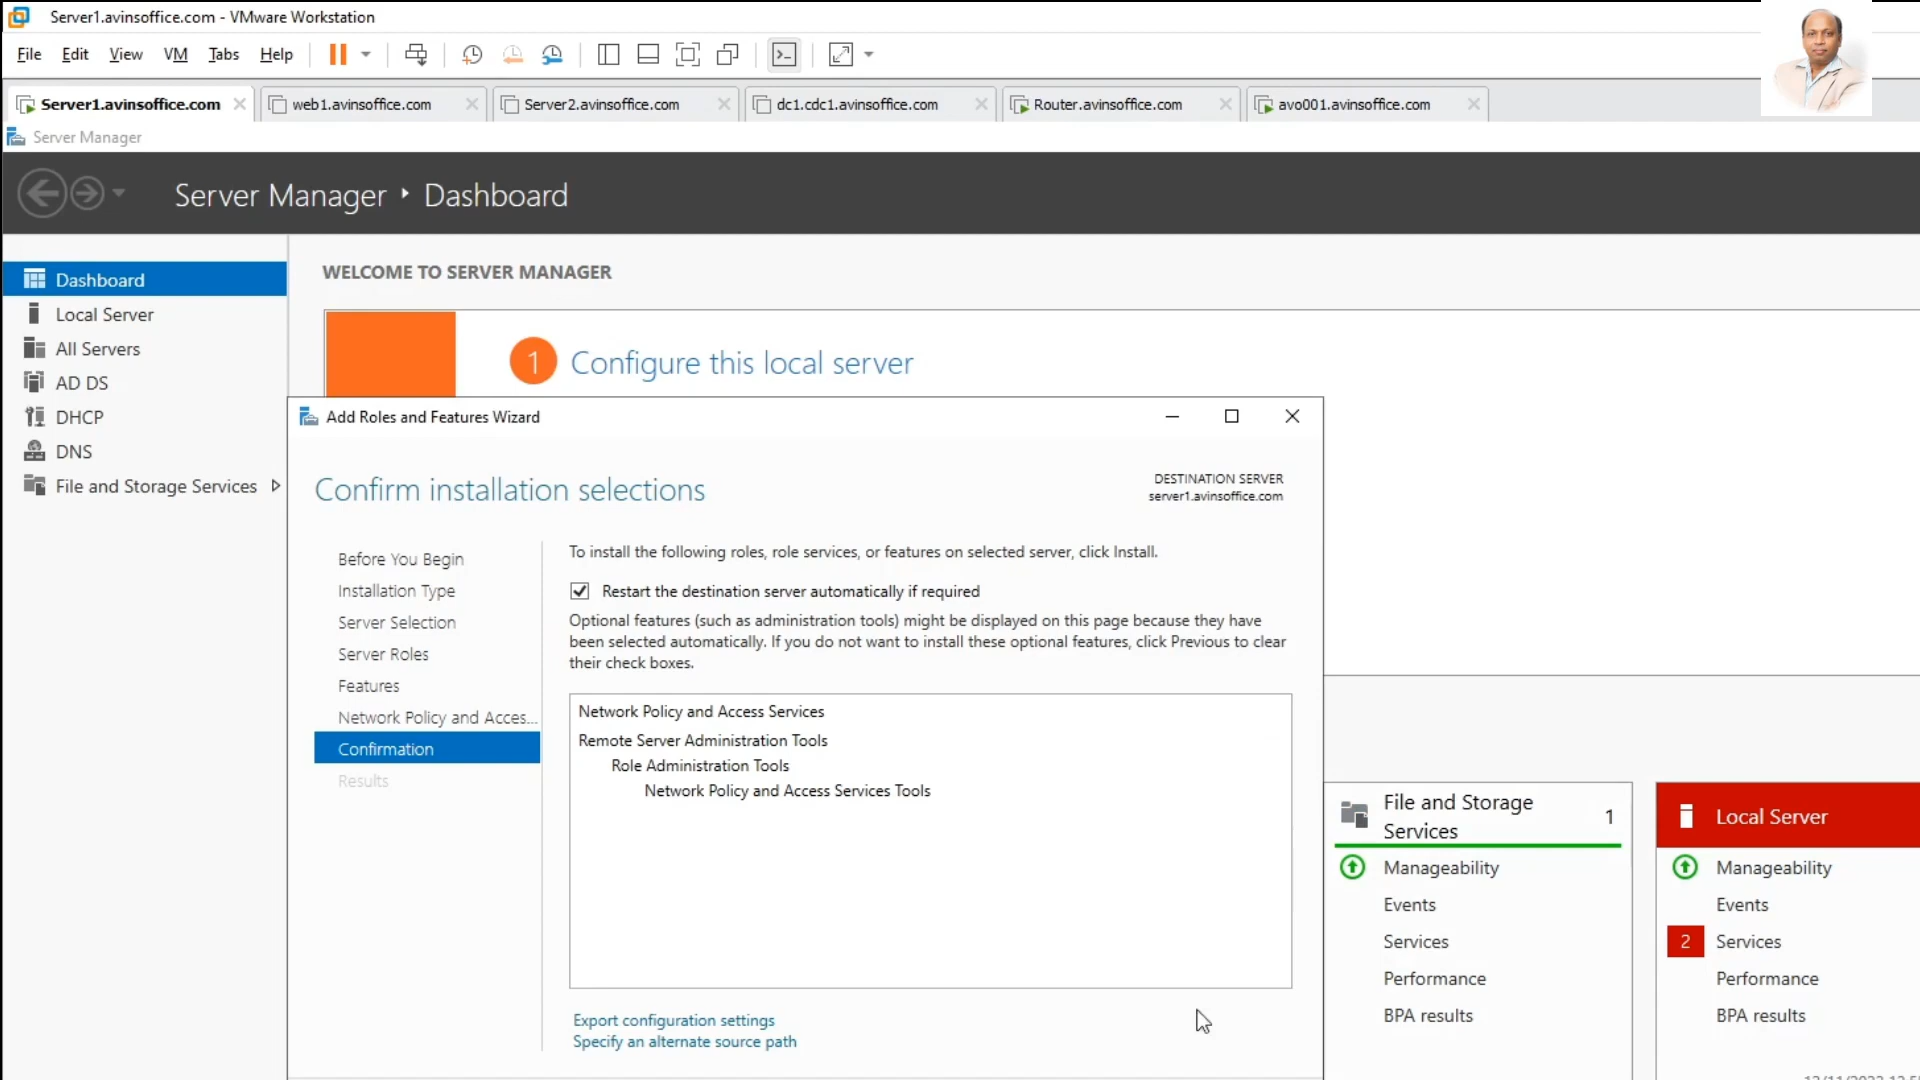 Server1.avinsoffice.com - VMware Workstation
File Edit View VM Tabs Help
Server1.avinsoffice.com web1.avinsoffice.com Server2.avinsoffice.com dc1.cdc1.avinsoffice.com Router.avinsoffice.com avo001.avinsoffice.com
Server Manager
Server Manager Dashboard
Dashboard
Local Server
All Servers
AD DS
DHCP
DNS
File and Storage Services
WELCOME TO SERVER MANAGER
1 Configure this local server
Add Roles and Features Wizard
Confirm installation selections
DESTINATION SERVER
server1.avinsoffice.com
Before You Begin
Installation Type
Server Selection
Server Roles
Features
Network Policy and Acces...
Confirmation
Results
To install the following roles, role services, or features on selected server, click Install.
Restart the destination server automatically if required
Optional features (such as administration tools) might be displayed on this page because they have
been selected automatically. If you do not want to install these optional features, click Previous to clear
their check boxes.
Network Policy and Access Services
Remote Server Administration Tools
Role Administration Tools
Network Policy and Access Services Tools
Export configuration settings
Specify an alternate source path
File and Storage
Services 1
Manageability
Events
Services
Performance
BPA results
Local Server
Manageability
Events
2 Services
Performance
BPA results